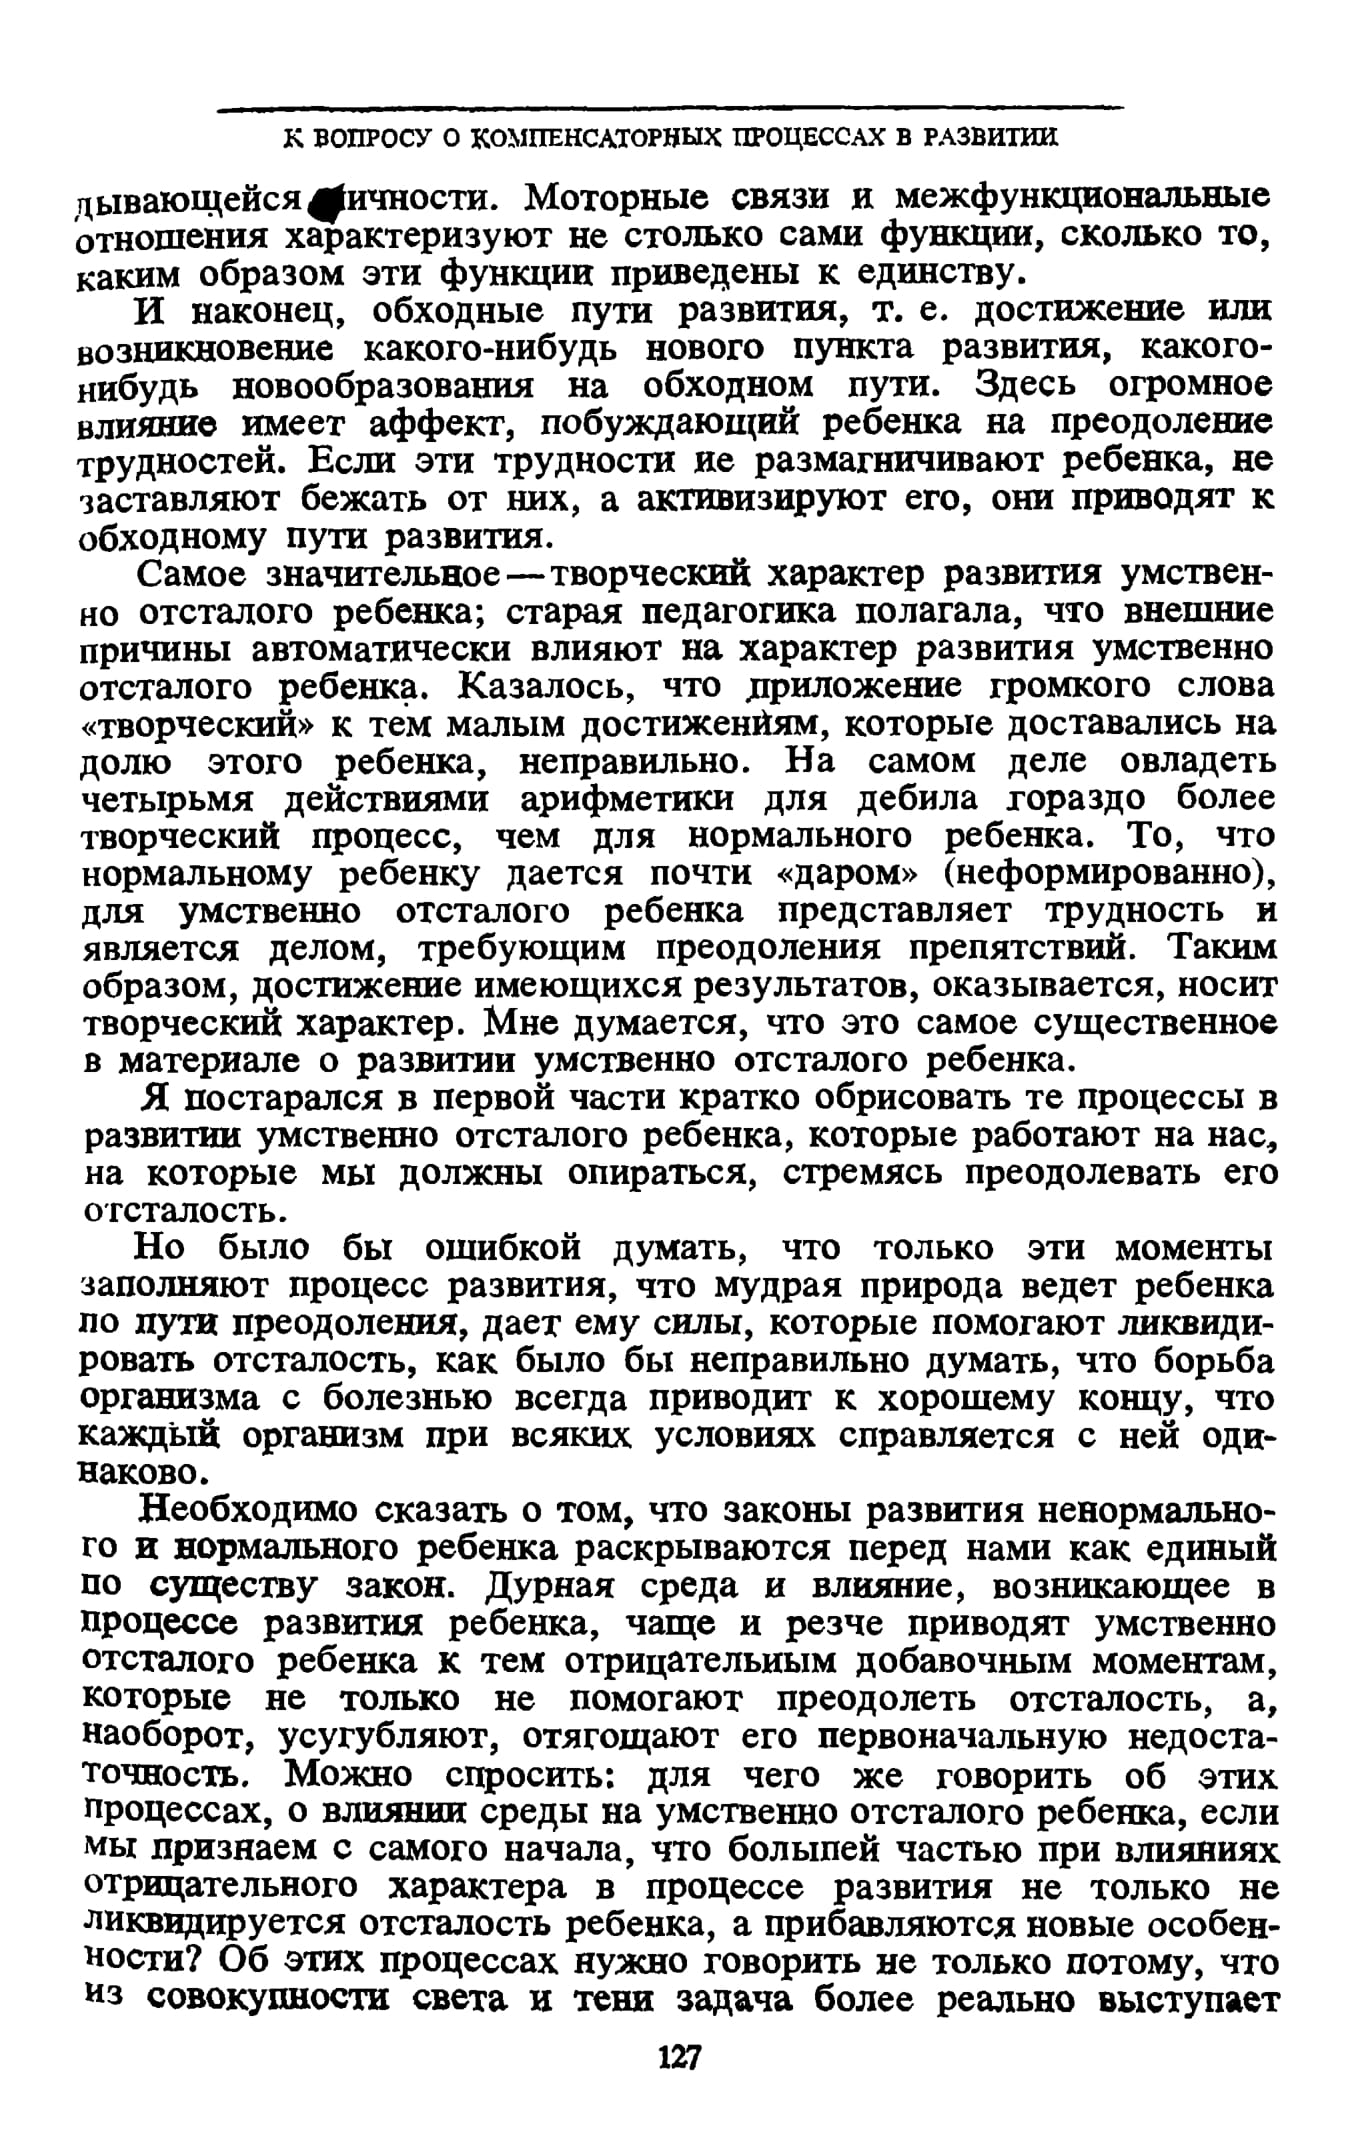 К ВОПРОСУ О КОМПЕНСАТОРНЫХ ПРОЦЕССАХ В РАЗВИТИИ
дывающейся личности. Моторные связи и межфункциональные
отношения характеризуют не столько сами функции, сколько то,
каким образом эти функции приведены к единству.
И наконец, обходные пути развития, т. е. достижение или
возникновение какого-нибудь нового пункта развития, какого-
нибудь новообразования на обходном пути. Здесь огромное
влияние имеет аффект, побуждающий ребенка на преодоление
трудностей. Если эти трудности не размагничивают ребенка, не
заставляют бежать от них, а активизируют его, они приводят к
обходному пути развития.
Самое значительное — творческий характер развития умствен-
но отсталого ребенка; старая педагогика полагала, что внешние
причины автоматически влияют на характер развития умственно
отсталого ребенка. Казалось, что приложение громкого слова
«творческий» к тем малым достижениям, которые доставались на
долю этого ребенка, неправильно. На самом деле овладеть
четырьмя действиями арифметики для дебила гораздо более
творческий процесс, чем для нормального ребенка. То, что
нормальному ребенку дается почти «даром» (неформированно),
для умственно отсталого ребенка представляет трудность и
является делом, требующим преодоления препятствий. Таким
образом, достижение имеющихся результатов, оказывается, носит
творческий характер. Мне думается, что это самое существенное
в материале о развитии умственно отсталого ребенка.
Я постарался в первой части кратко обрисовать те процессы в
развитии умственно отсталого ребенка, которые работают на нас,
на которые мы должны опираться, стремясь преодолевать его
отсталость.
Но было бы ошибкой думать, что только эти моменты
заполняют процесс развития, что мудрая природа ведет ребенка
по пути преодоления, дает ему силы, которые помогают ликвиди-
ровать отсталость, как было бы неправильно думать, что борьба
организма с болезнью всегда приводит к хорошему концу, что
каждый организм при всяких условиях справляется с ней оди-
наково.
Необходимо сказать о том, что законы развития ненормально-
го и нормального ребенка раскрываются перед нами как единый
по существу закон. Дурная среда и влияние, возникающее в
процессе развития ребенка, чаще и резче приводят умственно
отсталого ребенка к тем отрицательным добавочным моментам,
которые не только не помогают преодолеть отсталость, а,
наоборот, усугубляют, отягощают его первоначальную недоста-
точность. Можно спросить: для чего же говорить об этих
процессах, о влиянии среды на умственно отсталого ребенка, если
мы признаем с самого начала, что большей частью при влияниях
отрицательного характера в процессе развития не только не
ликвидируется отсталость ребенка, а прибавляются новые особен-
ности? Об этих процессах нужно говорить не только потому, что
из совокупности света и тени задача более реально выступает
127